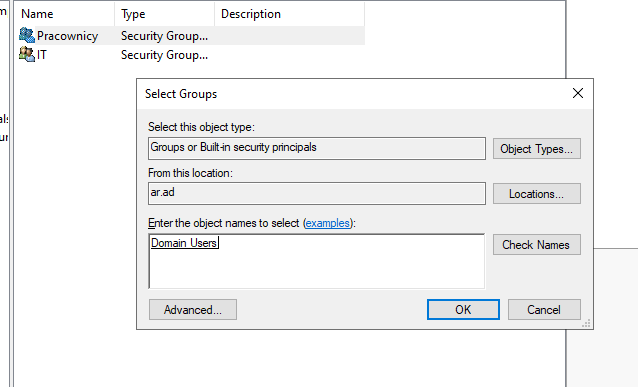 Name Type Description
Pracownicy Security Group...
IT Security Group...
Select Groups
Select this object type:
Groups or Built-in security principals Object Types...
From this location:
ar.ad Locations...
Enter the object names to select (examples):
Domain Users Check Names
Advanced... OK Cancel